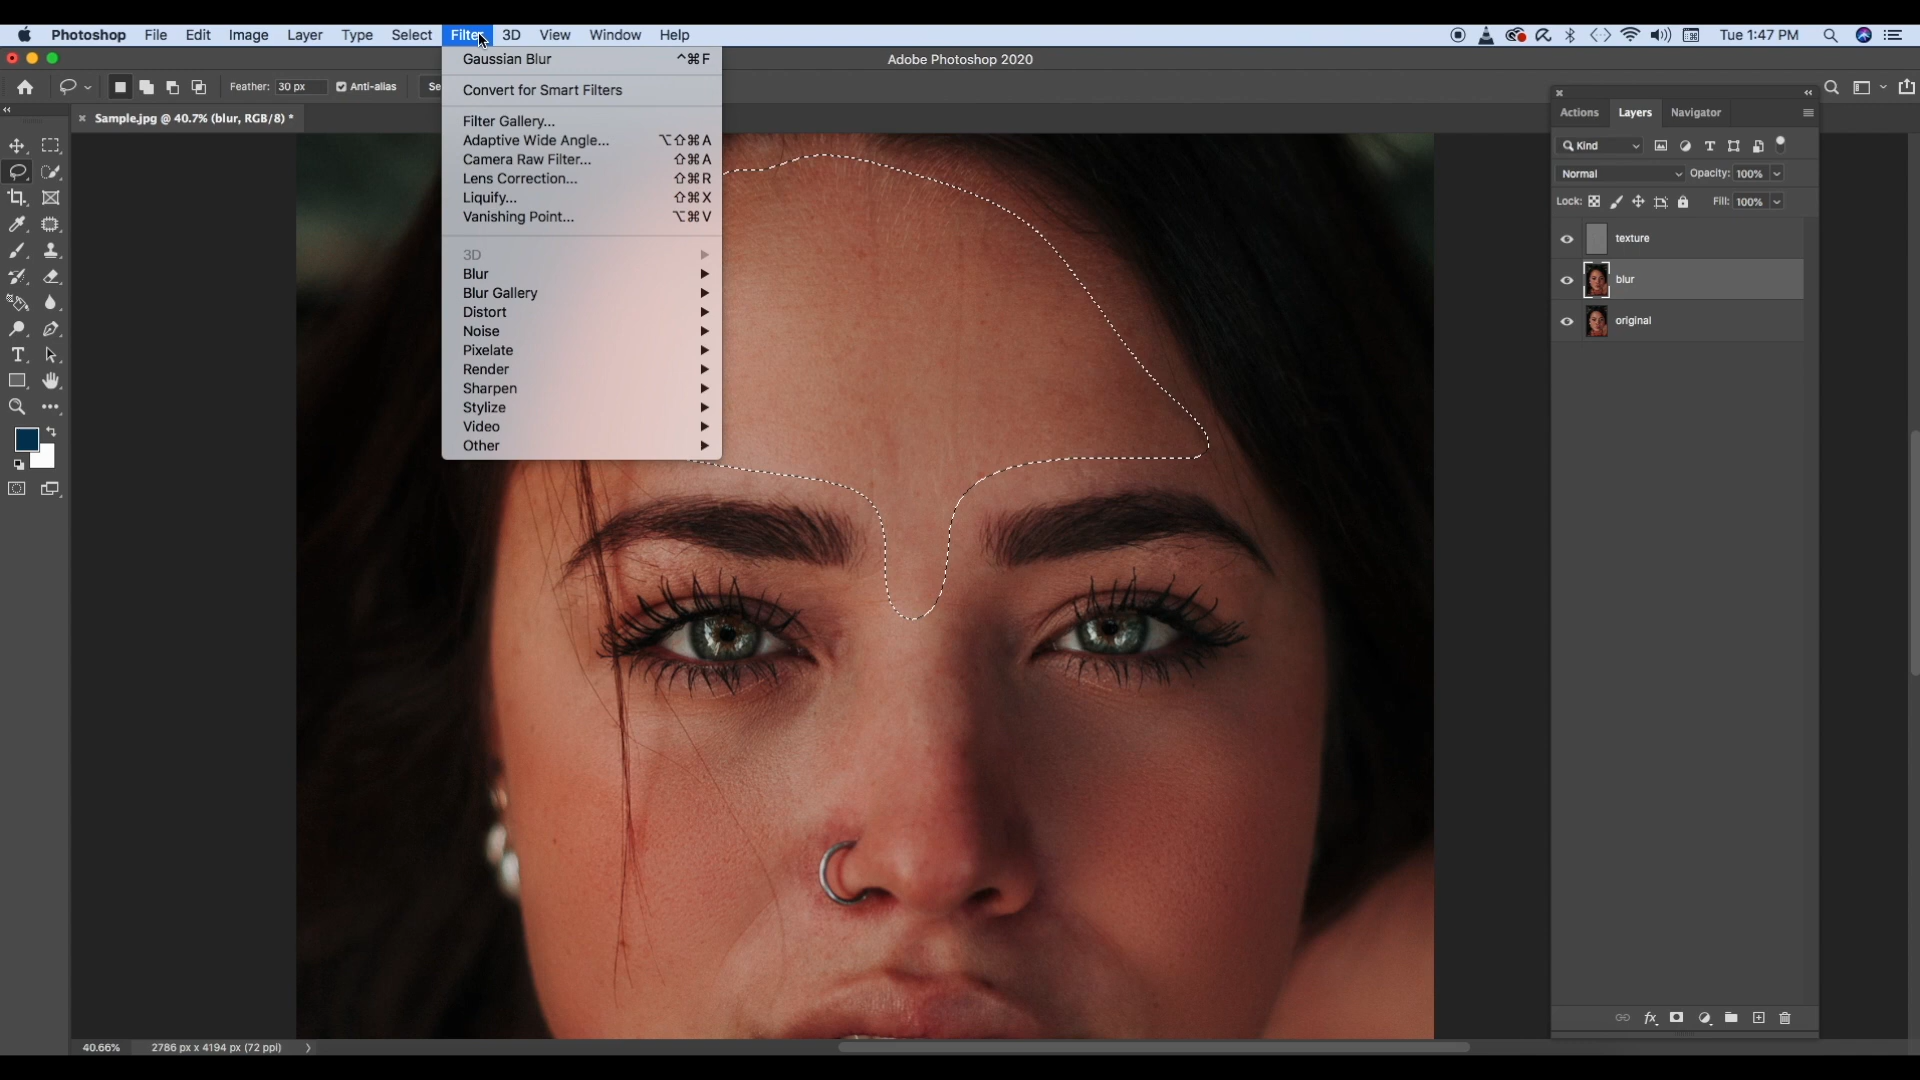 Photoshop File Edit Image Layer Type Select Filter 3D View Window Help Tue 1:47 PM
Adobe Photoshop 2020
Feather: 30 px Anti-alias Se
Sample.jpg @ 40.7% (blur, RGB/8) *
Gaussian Blur ^⌘F
Convert for Smart Filters
Filter Gallery...
Adaptive Wide Angle... ⌥⇧⌘A
Camera Raw Filter... ⇧⌘A
Lens Correction... ⇧⌘R
Liquify... ⇧⌘X
Vanishing Point... ⌥⌘V
3D
Blur
Blur Gallery
Distort
Noise
Pixelate
Render
Sharpen
Stylize
Video
Other
Actions Layers Navigator
Kind
Normal Opacity: 100%
Lock: Fill: 100%
texture
blur
original
fx
40.66% 2786 px x 4194 px (72 ppi)